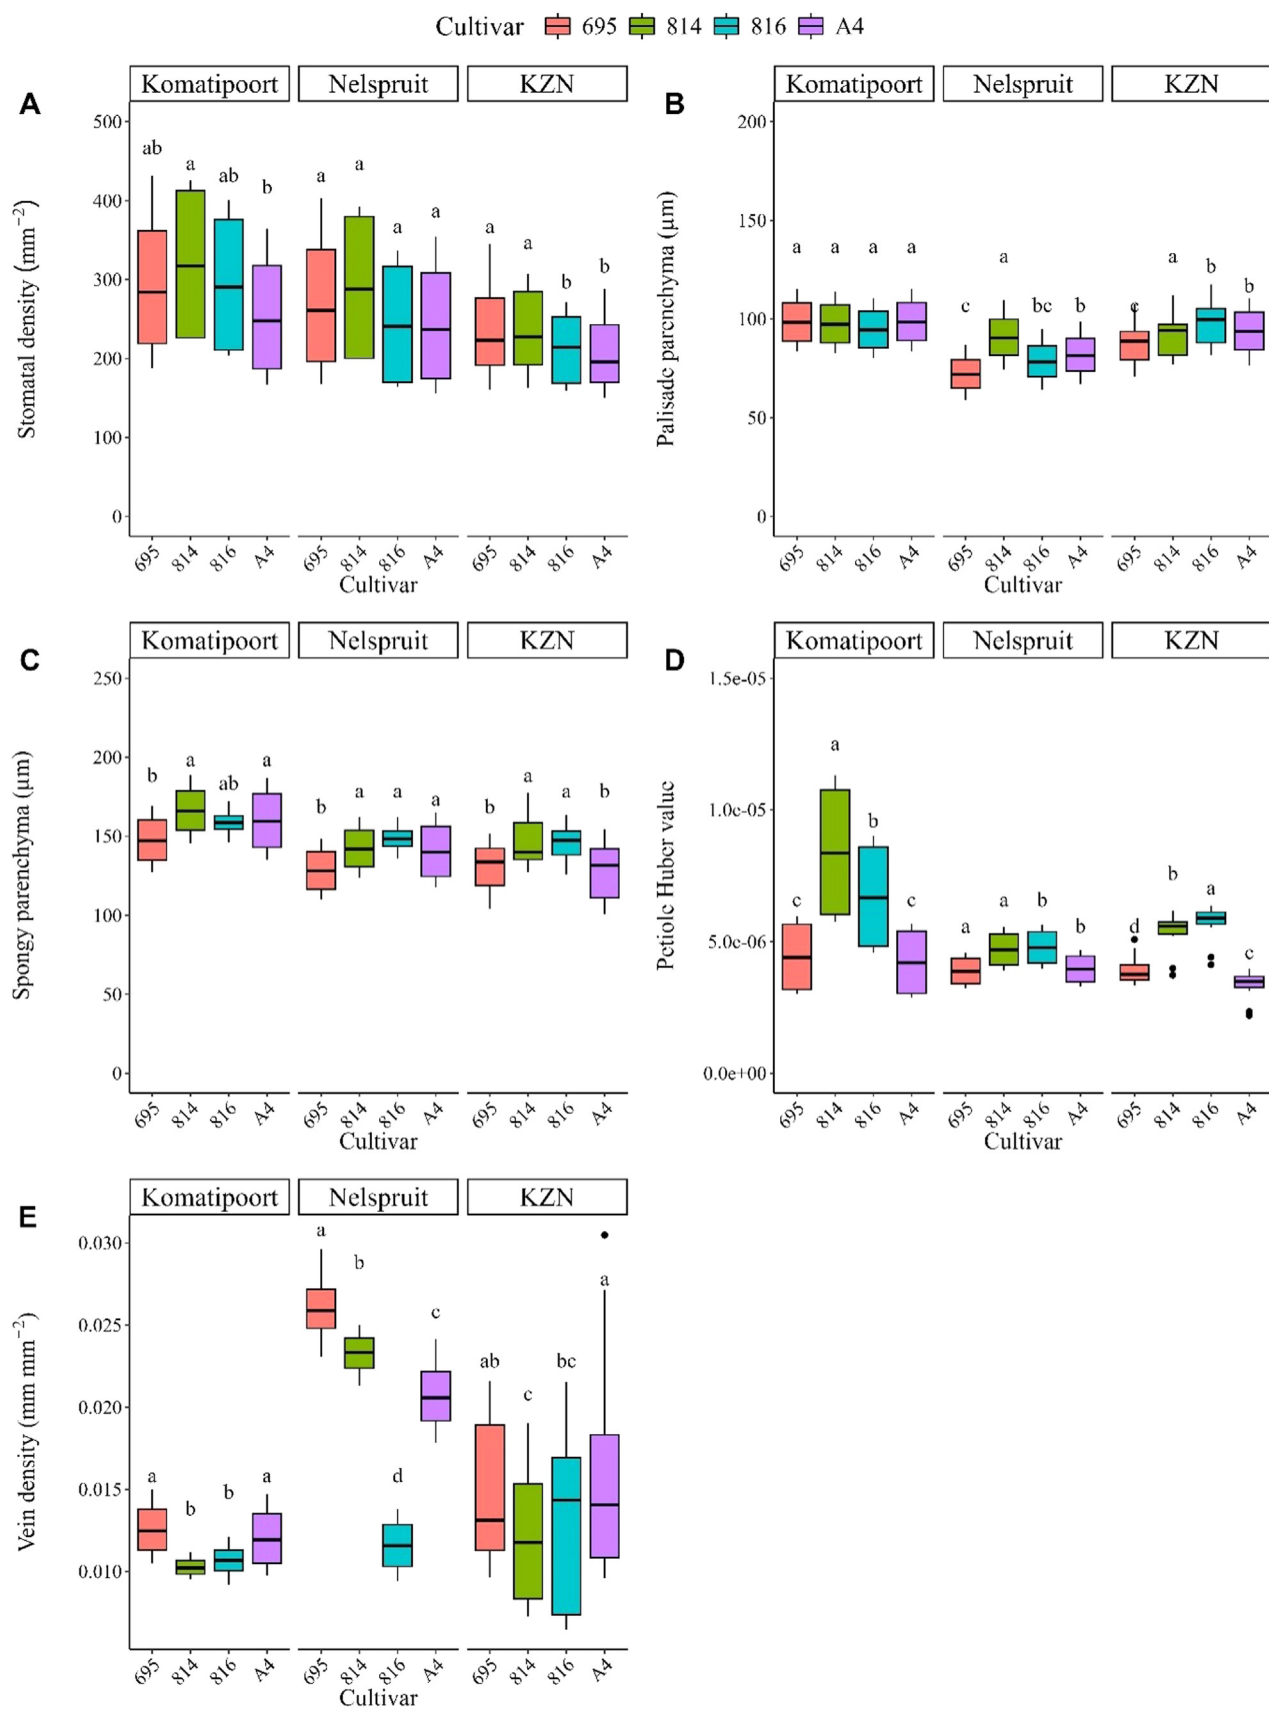 Cultivar 695 814 816 A4
A
Komatipoort Nelspruit KZN
Stomatal density (mm−2)
500
400
300
200
100
0
ab a ab b a a a a a a b b
695 814 816 A4 695 814 816 A4 695 814 816 A4
Cultivar
B
Komatipoort Nelspruit KZN
Palisade parenchyma (µm)
200
150
100
50
0
a a a a c a bc b c a b b
695 814 816 A4 695 814 816 A4 695 814 816 A4
Cultivar
C
Komatipoort Nelspruit KZN
Spongy parenchyma (µm)
250
200
150
100
50
0
b a ab a b a a a b a a b
695 814 816 A4 695 814 816 A4 695 814 816 A4
Cultivar
D
Komatipoort Nelspruit KZN
Petiole Huber value
1.5e-05
1.0e-05
5.0e-06
0.0e+00
c a b c a a b b d b a c
695 814 816 A4 695 814 816 A4 695 814 816 A4
Cultivar
E
Komatipoort Nelspruit KZN
Vein density (mm mm−2)
0.030
0.025
0.020
0.015
0.010
a b b a a b d c ab c bc a
695 814 816 A4 695 814 816 A4 695 814 816 A4
Cultivar